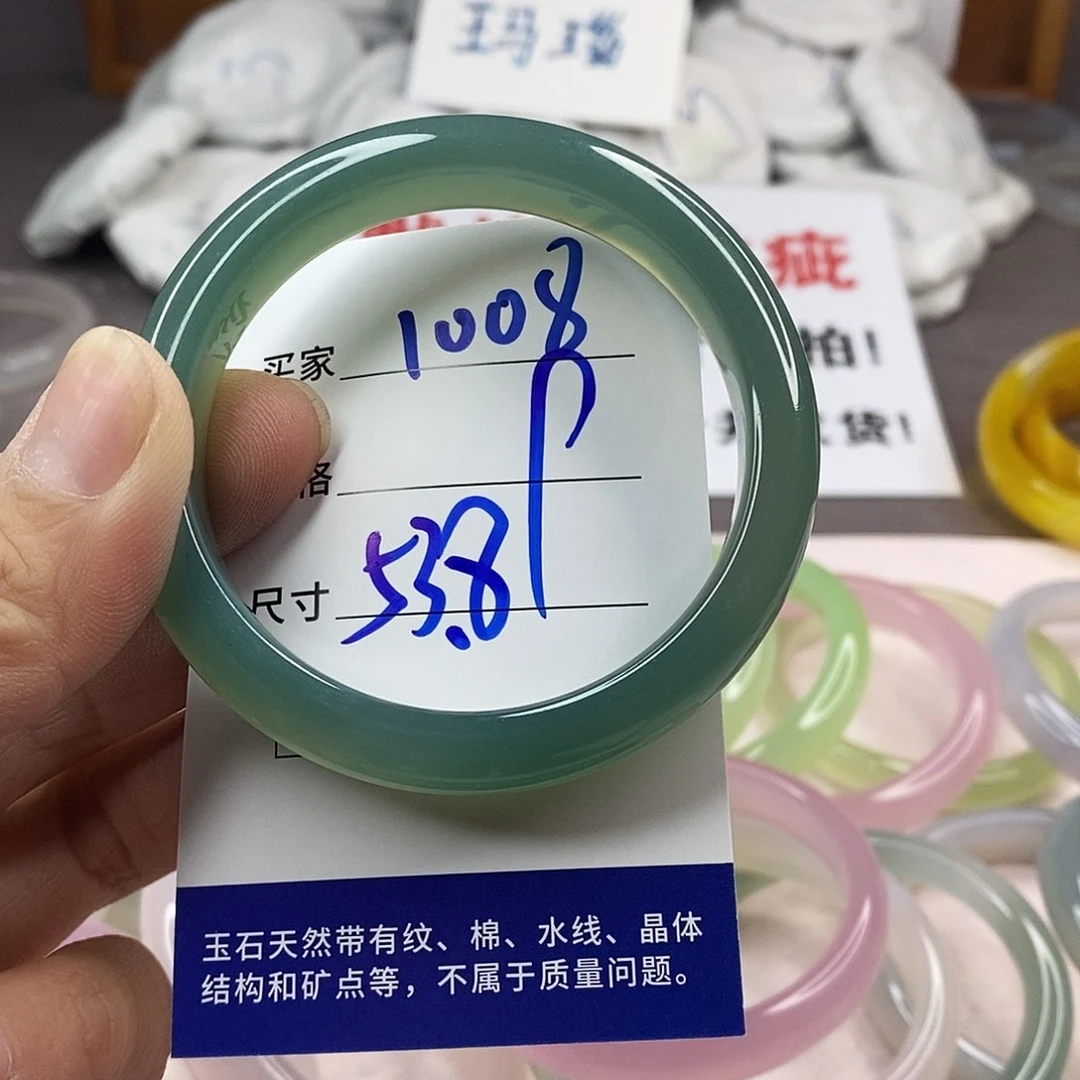 玛瑙
疵
拍!
货!
买家 1008
格
尺寸 53.8
玉石天然带有纹、棉、水线、晶体
结构和矿点等，不属于质量问题。